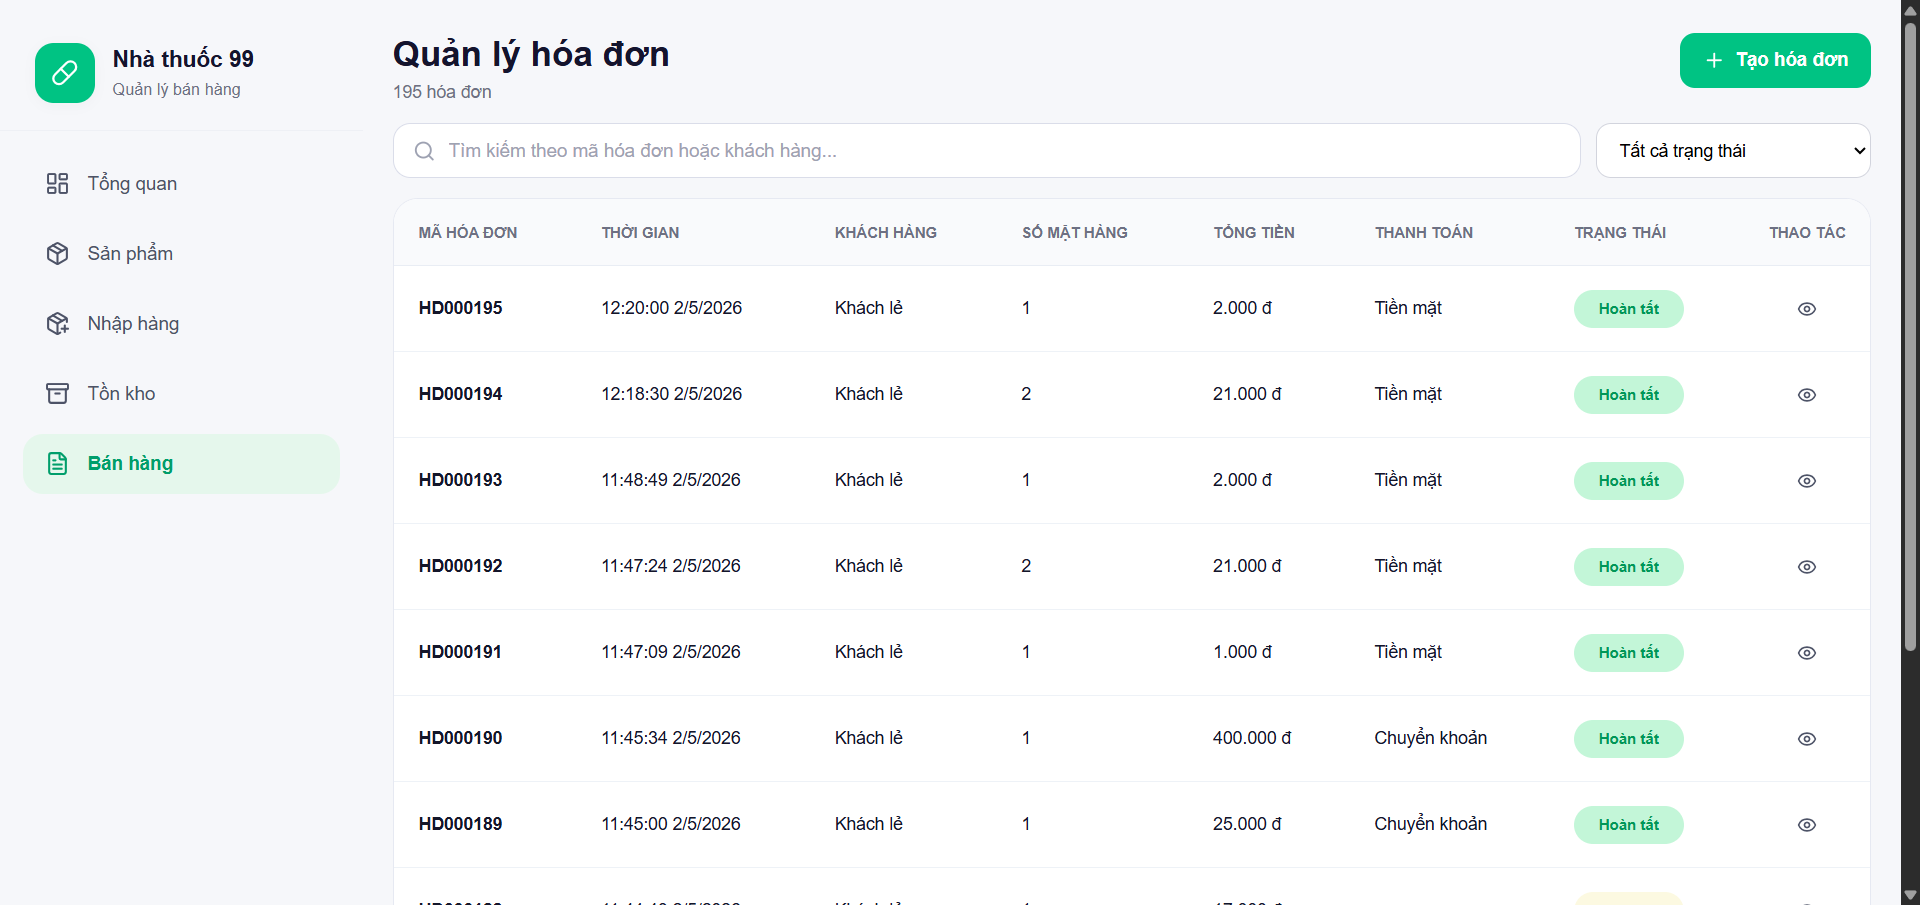 Nhà thuốc 99
Quản lý bán hàng
Tổng quan
Sản phẩm
Nhập hàng
Tồn kho
Bán hàng
Quản lý hóa đơn
195 hóa đơn
Tạo hóa đơn
Tìm kiếm theo mã hóa đơn hoặc khách hàng...
Tất cả trạng thái
MÃ HÓA ĐƠN THỜI GIAN KHÁCH HÀNG SỐ MẶT HÀNG TỔNG TIỀN THANH TOÁN TRẠNG THÁI THAO TÁC
HD000195 12:20:00 2/5/2026 Khách lẻ 1 2.000 đ Tiền mặt Hoàn tất
HD000194 12:18:30 2/5/2026 Khách lẻ 2 21.000 đ Tiền mặt Hoàn tất
HD000193 11:48:49 2/5/2026 Khách lẻ 1 2.000 đ Tiền mặt Hoàn tất
HD000192 11:47:24 2/5/2026 Khách lẻ 2 21.000 đ Tiền mặt Hoàn tất
HD000191 11:47:09 2/5/2026 Khách lẻ 1 1.000 đ Tiền mặt Hoàn tất
HD000190 11:45:34 2/5/2026 Khách lẻ 1 400.000 đ Chuyển khoản Hoàn tất
HD000189 11:45:00 2/5/2026 Khách lẻ 1 25.000 đ Chuyển khoản Hoàn tất